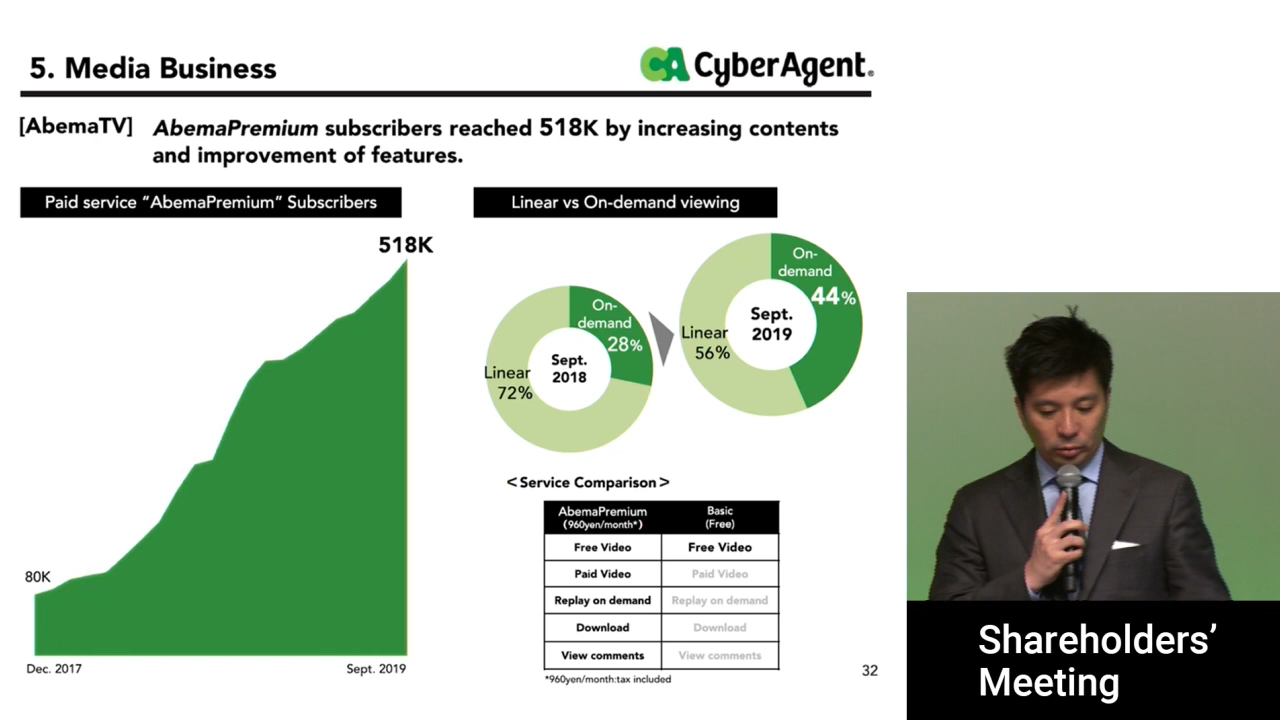 5. Media Business
CA CyberAgent®
[AbemaTV] AbemaPremium subscribers reached 518K by increasing contents
and improvement of features.
Paid service “AbemaPremium” Subscribers
518K
80K
Dec. 2017
Sept. 2019
Linear vs On-demand viewing
On-
demand
28%
Linear
72%
Sept.
2018
On-
demand
44%
Linear
56%
Sept.
2019
<Service Comparison>
AbemaPremium
(960yen/month*)
Basic
(Free)
Free Video
Free Video
Paid Video
Paid Video
Replay on demand
Replay on demand
Download
Download
View comments
View comments
*960yen/month:tax included
32
Shareholders’
Meeting